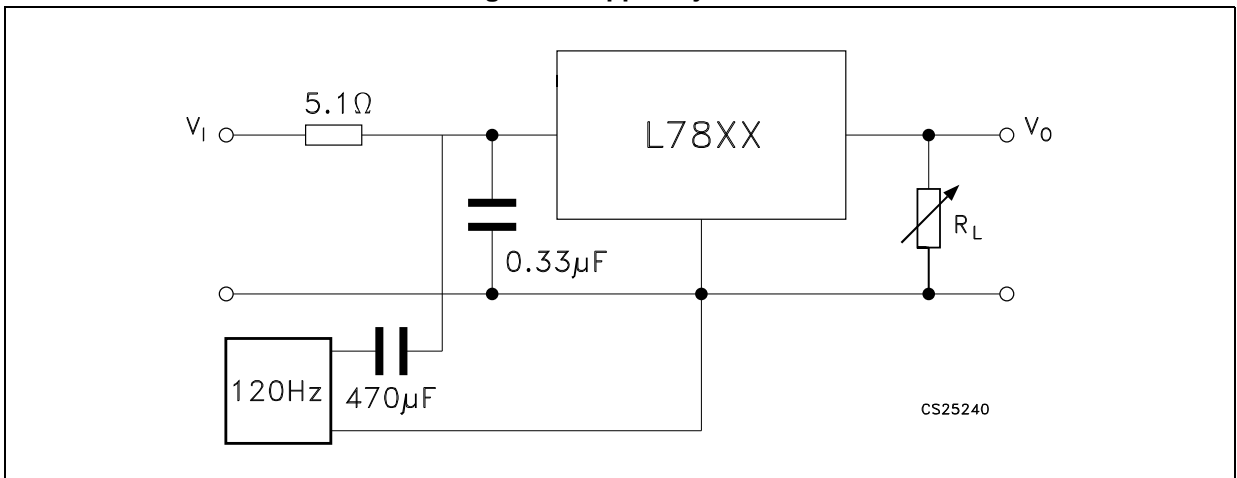 5.1Ω
V_I
L78XX
V_O
R_L
0.33µF
120Hz
470µF
CS25240